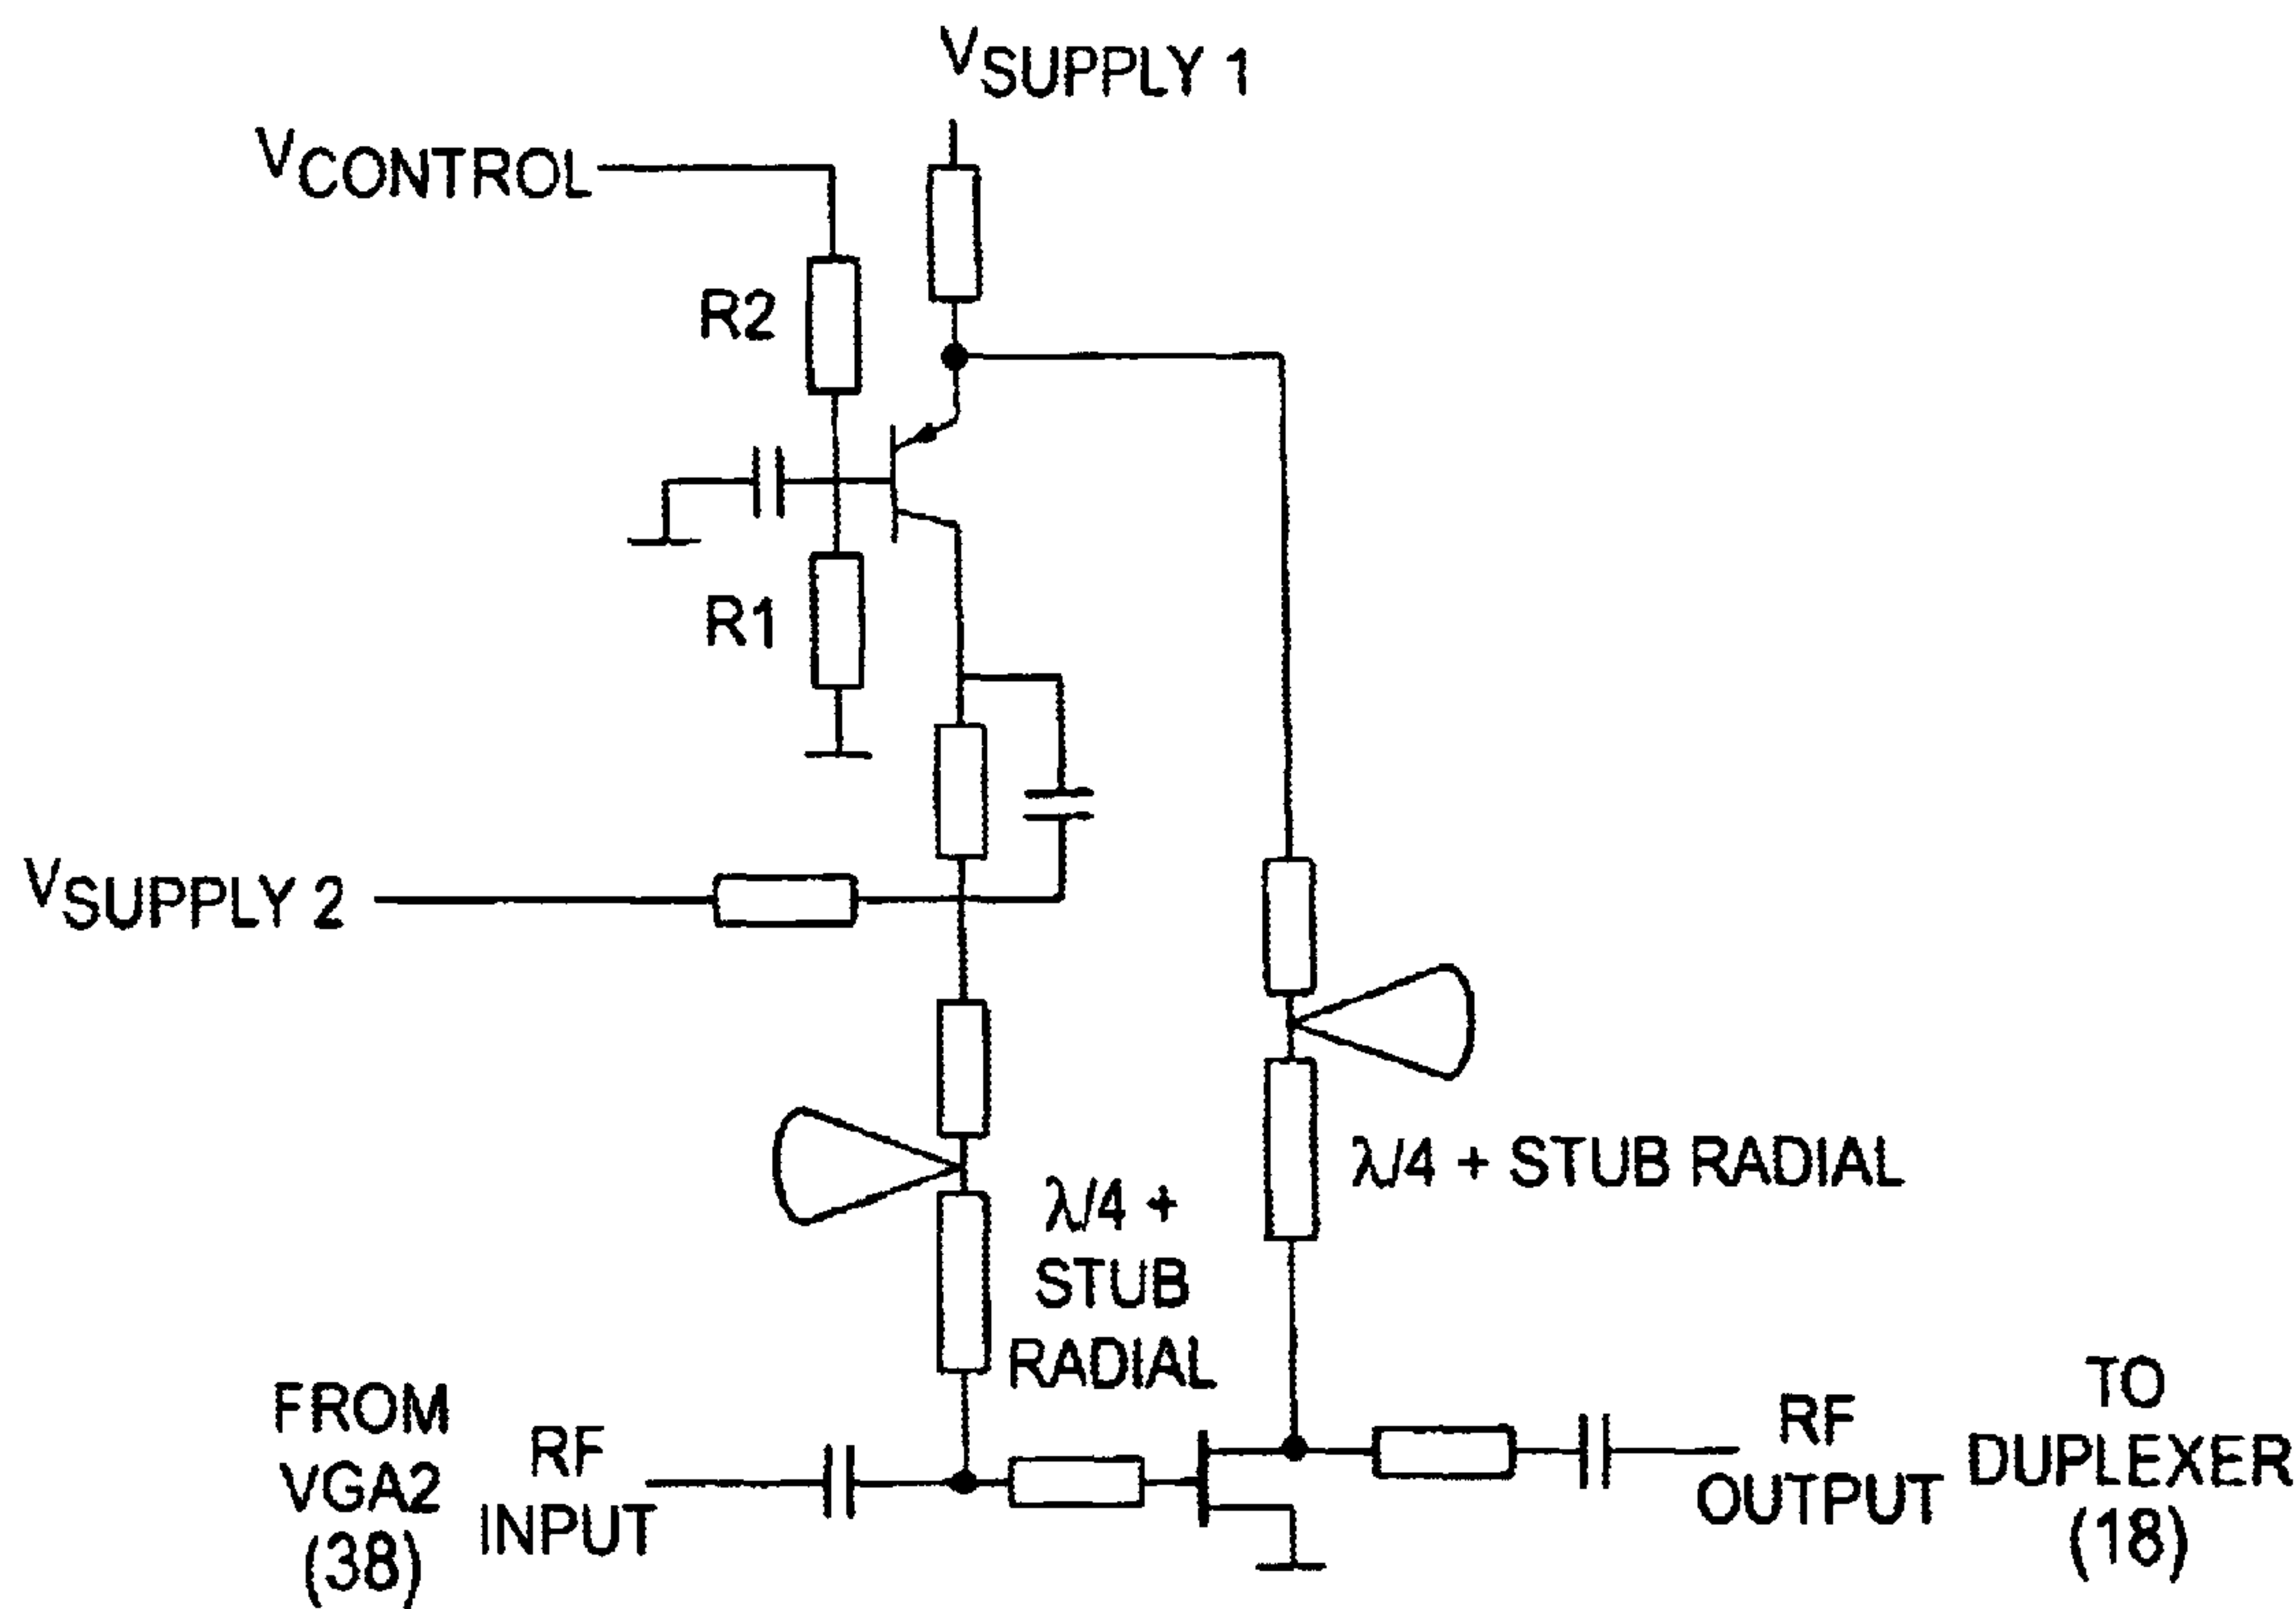 VSUPPLY 1
VCONTROL
R2
R1
VSUPPLY 2
λ/4 + STUB RADIAL
λ/4 +
STUB
RADIAL
FROM
VGA2
(38)
RF
INPUT
RF
OUTPUT
TO
DUPLEXER
(18)